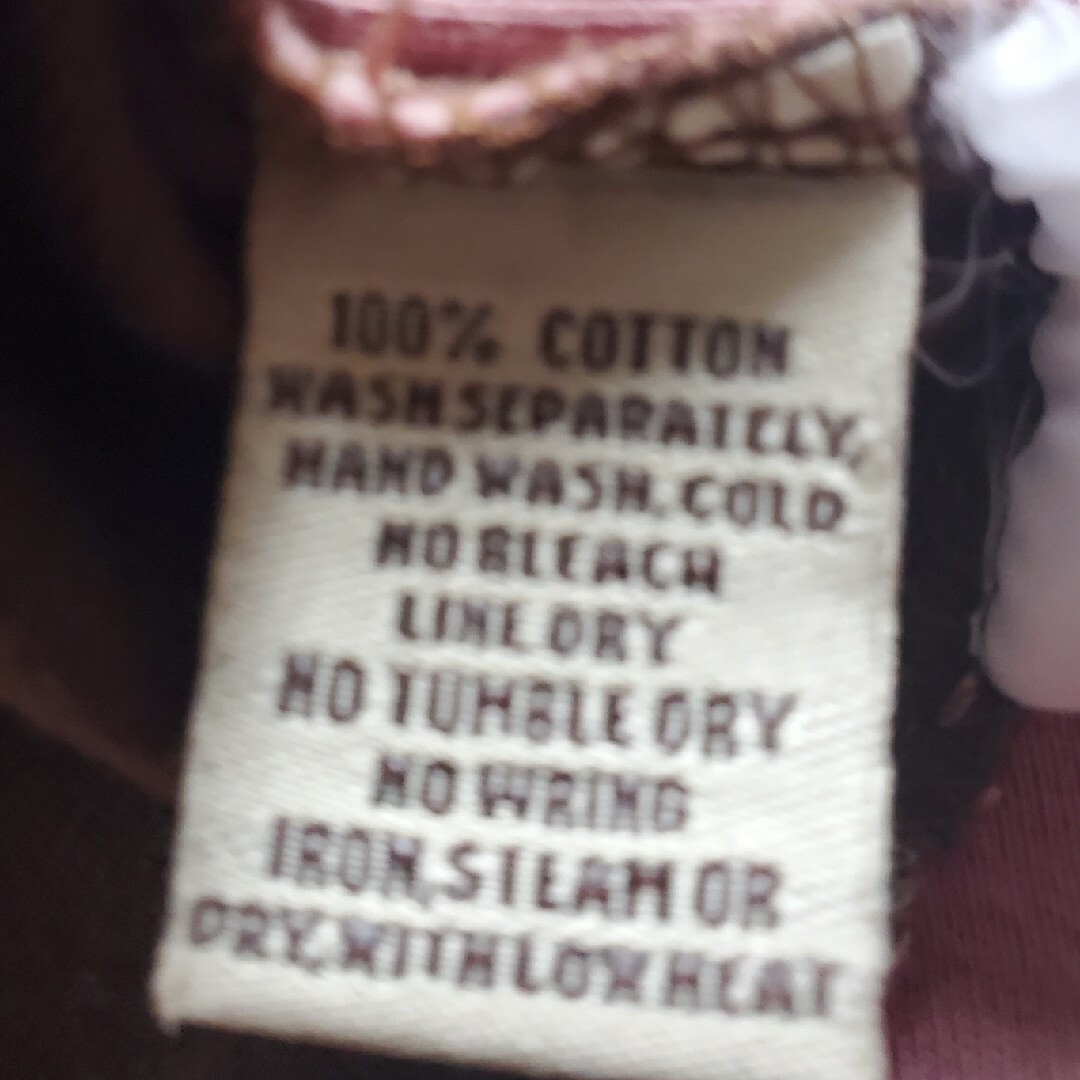 100% COTTON
WASH SEPARATELY,
HAND WASH, COLD
NO BLEACH
LINE DRY
NO TUMBLE DRY
NO WRING
IRON, STEAM OR
DRY, WITH LOW HEAT